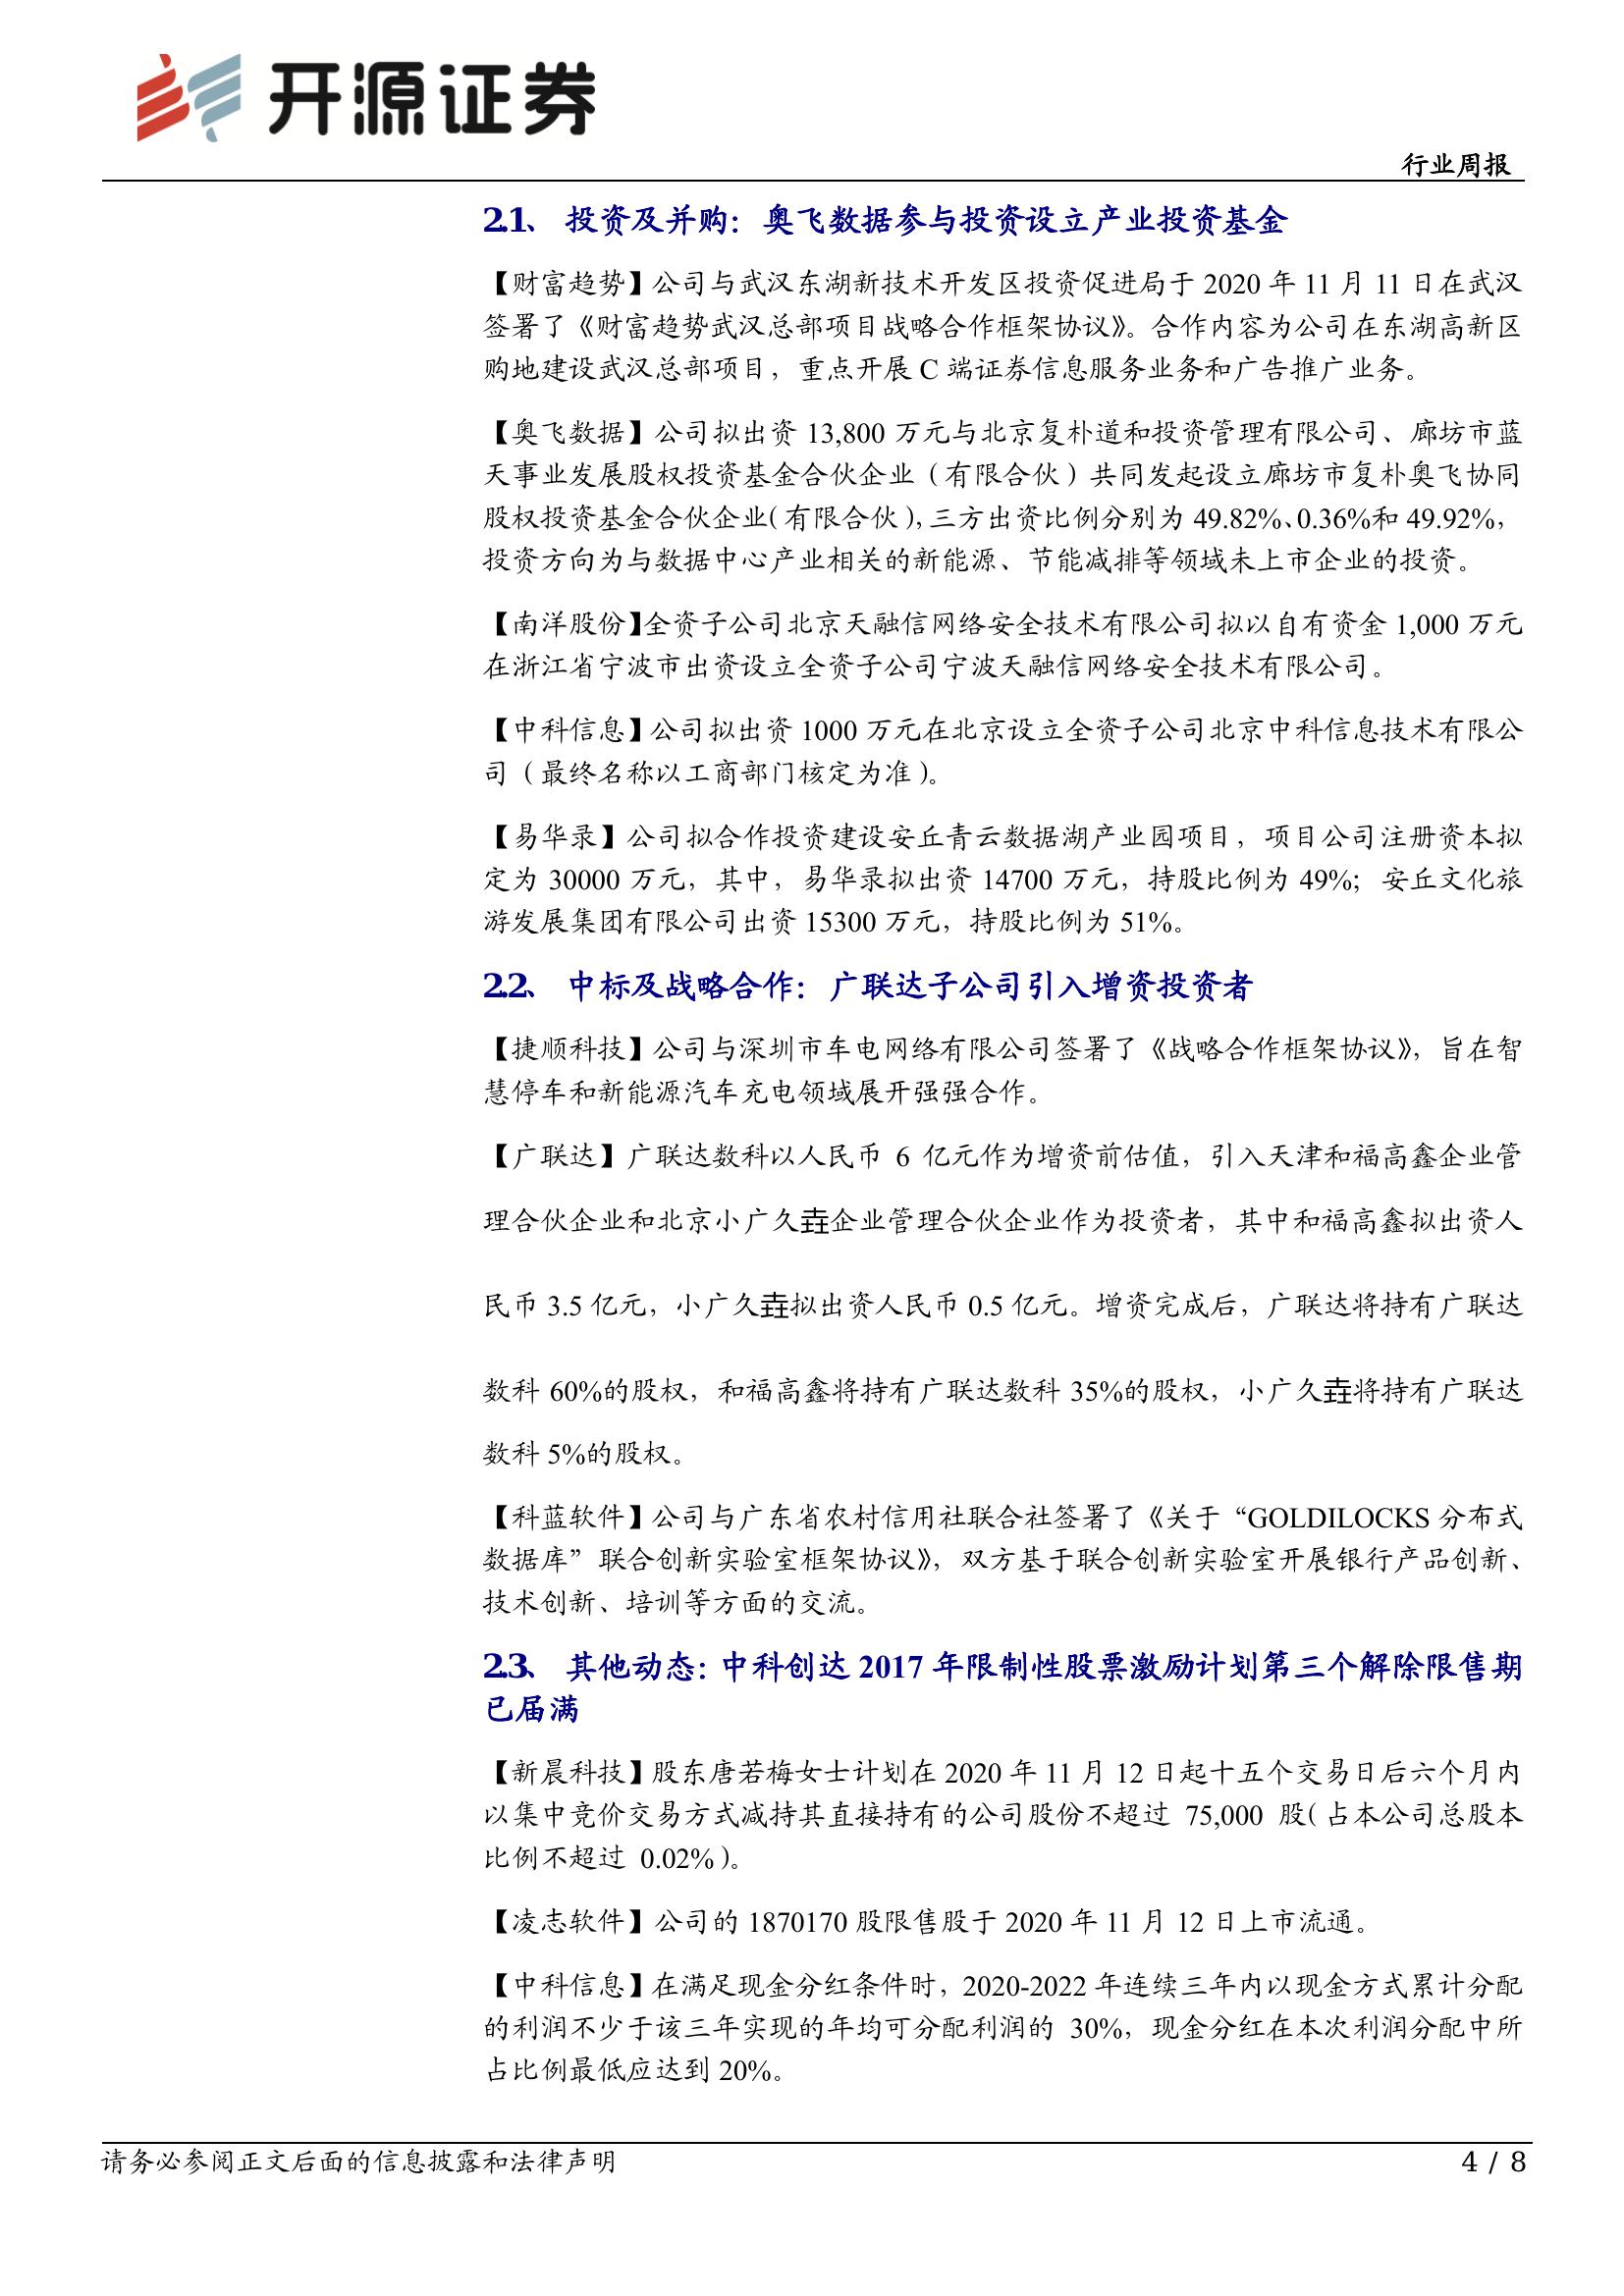 开源证券
行业周报
2.1、 投资及并购：奥飞数据参与投资设立产业投资基金
【财富趋势】公司与武汉东湖新技术开发区投资促进局于 2020 年 11 月 11 日在武汉
签署了《财富趋势武汉总部项目战略合作框架协议》。合作内容为公司在东湖高新区
购地建设武汉总部项目，重点开展 C 端证券信息服务业务和广告推广业务。
【奥飞数据】公司拟出资 13,800 万元与北京复朴道和投资管理有限公司、廊坊市蓝
天事业发展股权投资基金合伙企业（有限合伙）共同发起设立廊坊市复朴奥飞协同
股权投资基金合伙企业（有限合伙），三方出资比例分别为 49.82%、0.36%和 49.92%，
投资方向为与数据中心产业相关的新能源、节能减排等领域未上市企业的投资。
【南洋股份】全资子公司北京天融信网络安全技术有限公司拟以自有资金 1,000 万元
在浙江省宁波市出资设立全资子公司宁波天融信网络安全技术有限公司。
【中科信息】公司拟出资 1000 万元在北京设立全资子公司北京中科信息技术有限公
司（最终名称以工商部门核定为准）。
【易华录】公司拟合作投资建设安丘青云数据湖产业园项目，项目公司注册资本拟
定为 30000 万元，其中，易华录拟出资 14700 万元，持股比例为 49%；安丘文化旅
游发展集团有限公司出资 15300 万元，持股比例为 51%。
2.2、 中标及战略合作：广联达子公司引入增资投资者
【捷顺科技】公司与深圳市车电网络有限公司签署了《战略合作框架协议》，旨在智
慧停车和新能源汽车充电领域展开强强合作。
【广联达】广联达数科以人民币 6 亿元作为增资前估值，引入天津和福高鑫企业管
理合伙企业和北京小广久壵企业管理合伙企业作为投资者，其中和福高鑫拟出资人
民币 3.5 亿元，小广久壵拟出资人民币 0.5 亿元。增资完成后，广联达将持有广联达
数科 60%的股权，和福高鑫将持有广联达数科 35%的股权，小广久壵将持有广联达
数科 5%的股权。
【科蓝软件】公司与广东省农村信用社联合社签署了《关于“GOLDILOCKS 分布式
数据库”联合创新实验室框架协议》，双方基于联合创新实验室开展银行产品创新、
技术创新、培训等方面的交流。
2.3、 其他动态：中科创达 2017 年限制性股票激励计划第三个解除限售期
已届满
【新晨科技】股东唐若梅女士计划在 2020 年 11 月 12 日起十五个交易日后六个月内
以集中竞价交易方式减持其直接持有的公司股份不超过 75,000 股（占本公司总股本
比例不超过 0.02%）。
【凌志软件】公司的 1870170 股限售股于 2020 年 11 月 12 日上市流通。
【中科信息】在满足现金分红条件时，2020-2022 年连续三年内以现金方式累计分配
的利润不少于该三年实现的年均可分配利润的 30%，现金分红在本次利润分配中所
占比例最低应达到 20%。
请务必参阅正文后面的信息披露和法律声明
4 / 8